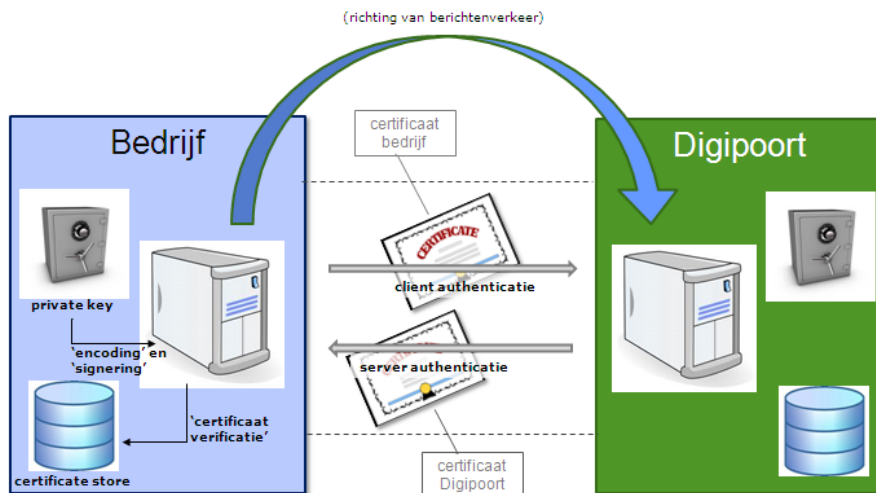 (richting van berichtenverkeer)
certificaat
bedrijf
Bedrijf
Digipoort
CERTIFICATE
private key
client authenticatie
'encoding' en
'signering'
server authenticatie
'certificaat
verificatie'
certificate store
certificaat
Digipoort